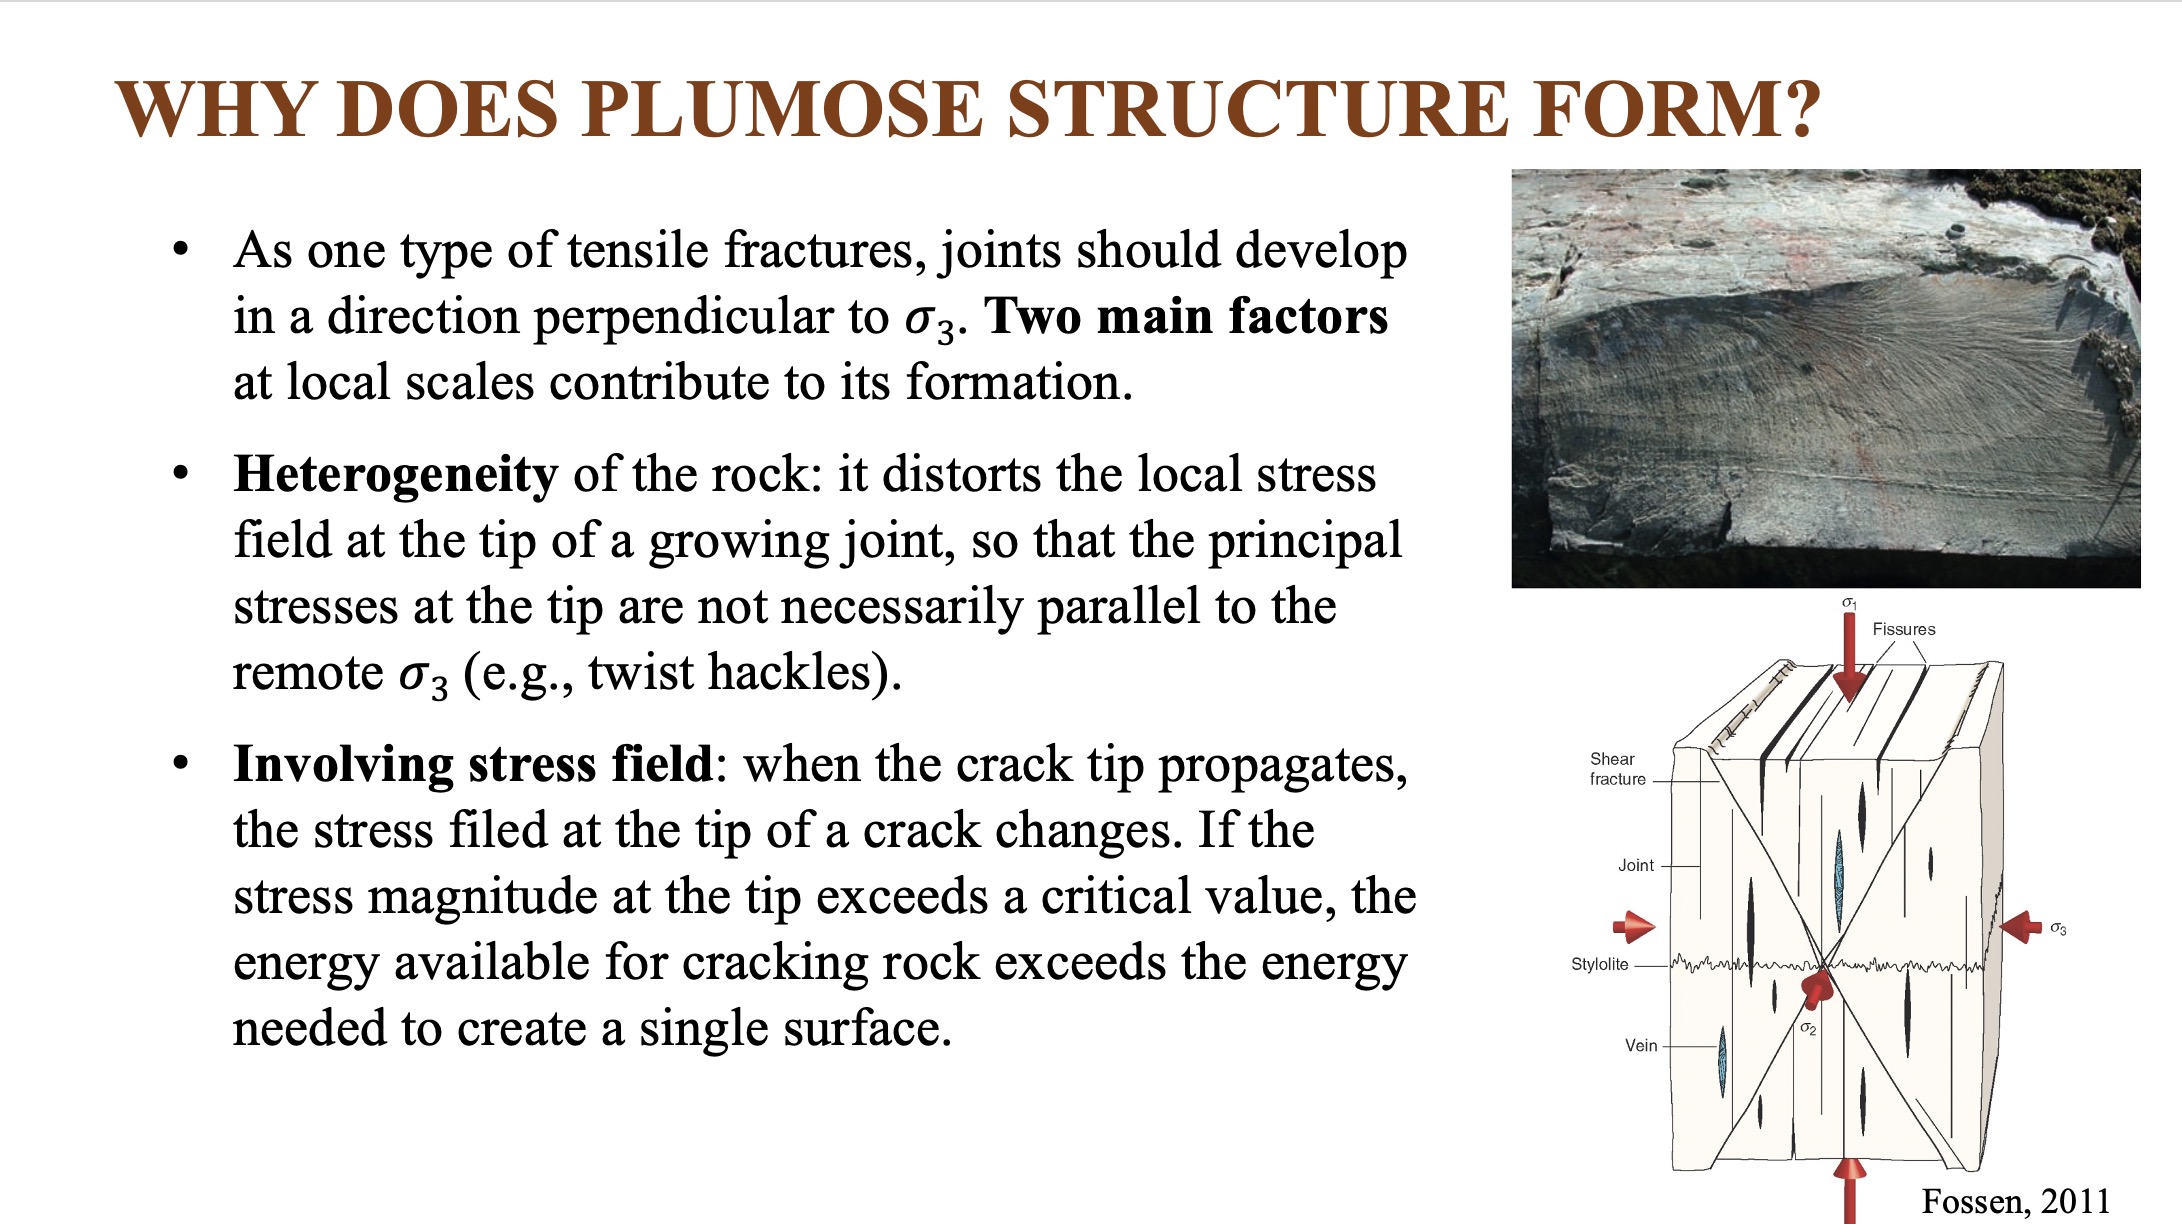 WHY DOES PLUMOSE STRUCTURE FORM?
• As one type of tensile fractures, joints should develop
in a direction perpendicular to σ₃. Two main factors
at local scales contribute to its formation.
• Heterogeneity of the rock: it distorts the local stress
field at the tip of a growing joint, so that the principal
stresses at the tip are not necessarily parallel to the
remote σ₃ (e.g., twist hackles).
• Involving stress field: when the crack tip propagates,
the stress filed at the tip of a crack changes. If the
stress magnitude at the tip exceeds a critical value, the
energy available for cracking rock exceeds the energy
needed to create a single surface.
σ₁
Fissures
Shear
fracture
Joint
σ₃
Stylolite
σ₂
Vein
Fossen, 2011